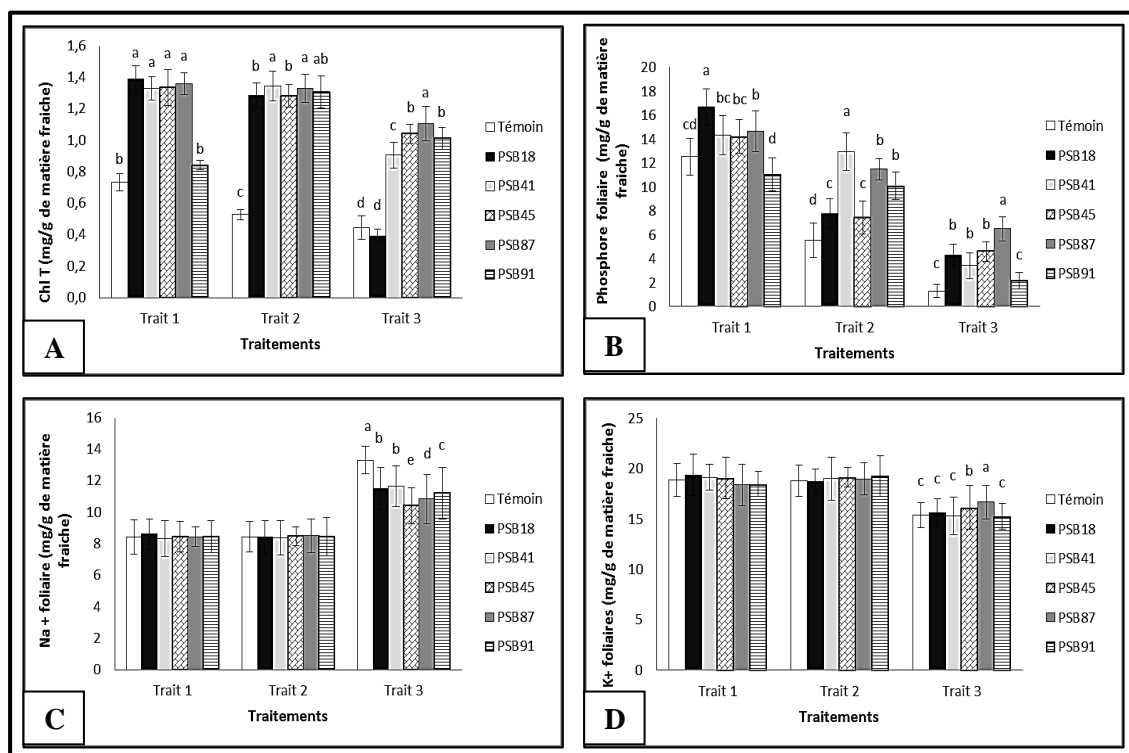 Chl T (mg/g de matière fraiche)
1,6
1,4
1,2
1,0
0,8
0,6
0,4
0,2
0,0
b a a a a b
c b a b a ab
d d c b a b
Trait 1 Trait 2 Trait 3
Traitements
Témoin
PSB18
PSB41
PSB45
PSB87
PSB91
A
Phosphore foliaire (mg/g de matière
fraiche)
20
18
16
14
12
10
8
6
4
2
0
cd a bc bc b d
d c a c b b
c b b b a c
Trait 1 Trait 2 Trait 3
Traitements
Témoin
PSB18
PSB41
PSB45
PSB87
PSB91
B
Na + foliaire (mg/g de matière
fraiche)
16
14
12
10
8
6
4
2
0
a b b e d c
Trait 1 Trait 2 Trait 3
Traitements
Témoin
PSB18
PSB41
PSB45
PSB87
PSB91
C
K+ foliaires (mg/g de matière fraiche)
25
20
15
10
5
0
c c c b a c
Trait 1 Trait 2 Trait 3
Traitements
Témoin
PSB18
PSB41
PSB45
PSB87
PSB91
D